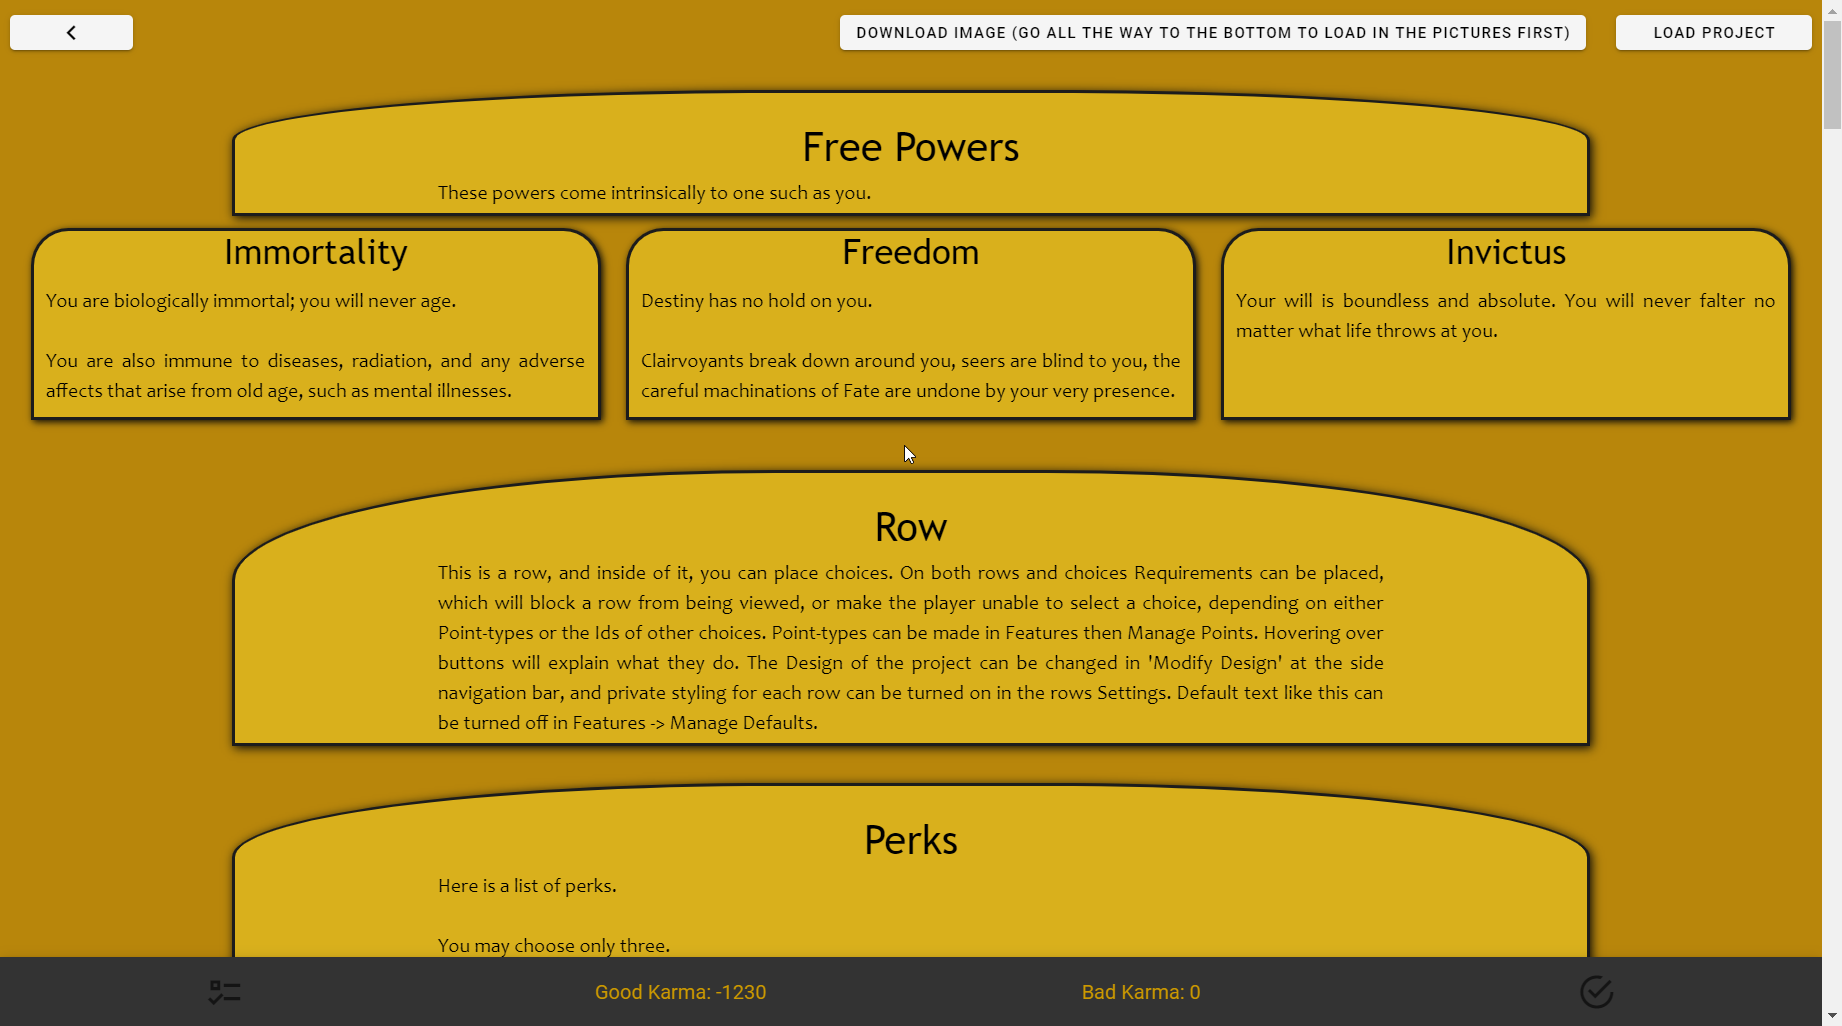 DOWNLOAD IMAGE (GO ALL THE WAY TO THE BOTTOM TO LOAD IN THE PICTURES FIRST)
LOAD PROJECT
Free Powers
These powers come intrinsically to one such as you.
Immortality
You are biologically immortal; you will never age.
You are also immune to diseases, radiation, and any adverse
affects that arise from old age, such as mental illnesses.
Freedom
Destiny has no hold on you.
Clairvoyants break down around you, seers are blind to you, the
careful machinations of Fate are undone by your very presence.
Invictus
Your will is boundless and absolute. You will never falter no
matter what life throws at you.
Row
This is a row, and inside of it, you can place choices. On both rows and choices Requirements can be placed,
which will block a row from being viewed, or make the player unable to select a choice, depending on either
Point-types or the Ids of other choices. Point-types can be made in Features then Manage Points. Hovering over
buttons will explain what they do. The Design of the project can be changed in 'Modify Design' at the side
navigation bar, and private styling for each row can be turned on in the rows Settings. Default text like this can
be turned off in Features -> Manage Defaults.
Perks
Here is a list of perks.
You may choose only three.
Good Karma: -1230
Bad Karma: 0